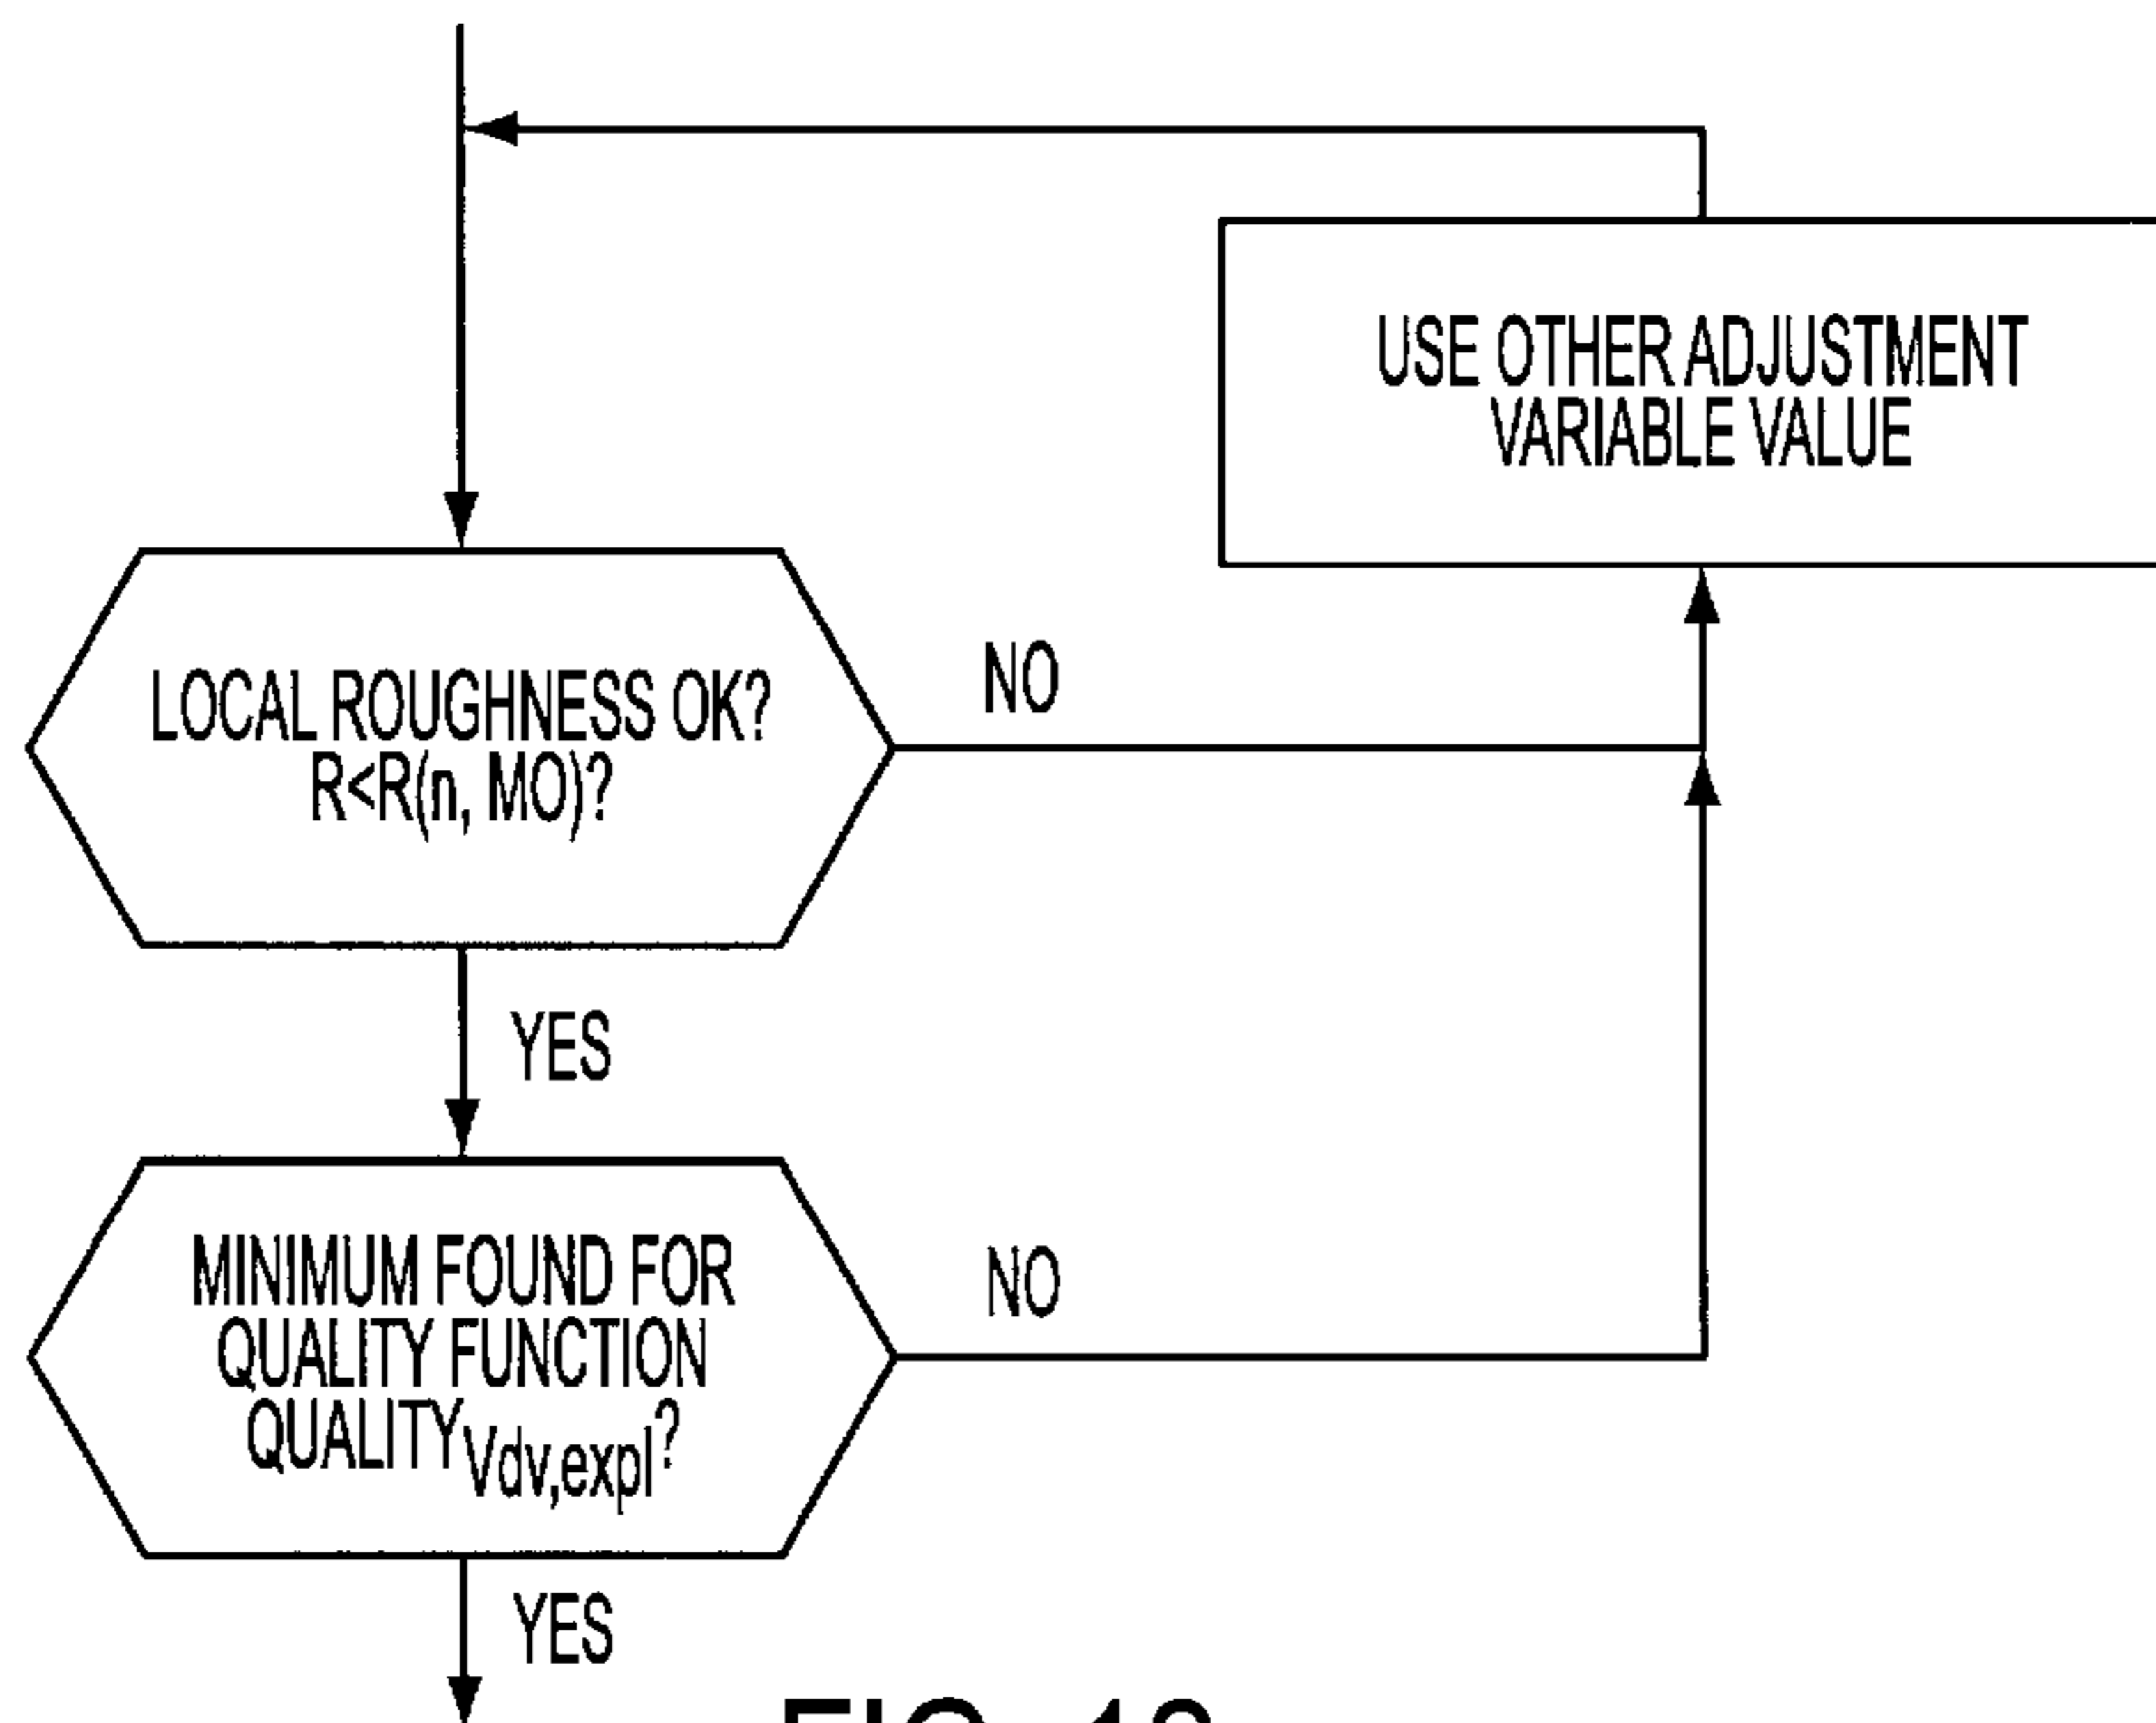 USE OTHER ADJUSTMENT
VARIABLE VALUE
LOCAL ROUGHNESS OK?
R<R(n, MO)?
NO
YES
MINIMUM FOUND FOR
QUALITY FUNCTION
QUALITYVdv,expl?
NO
YES